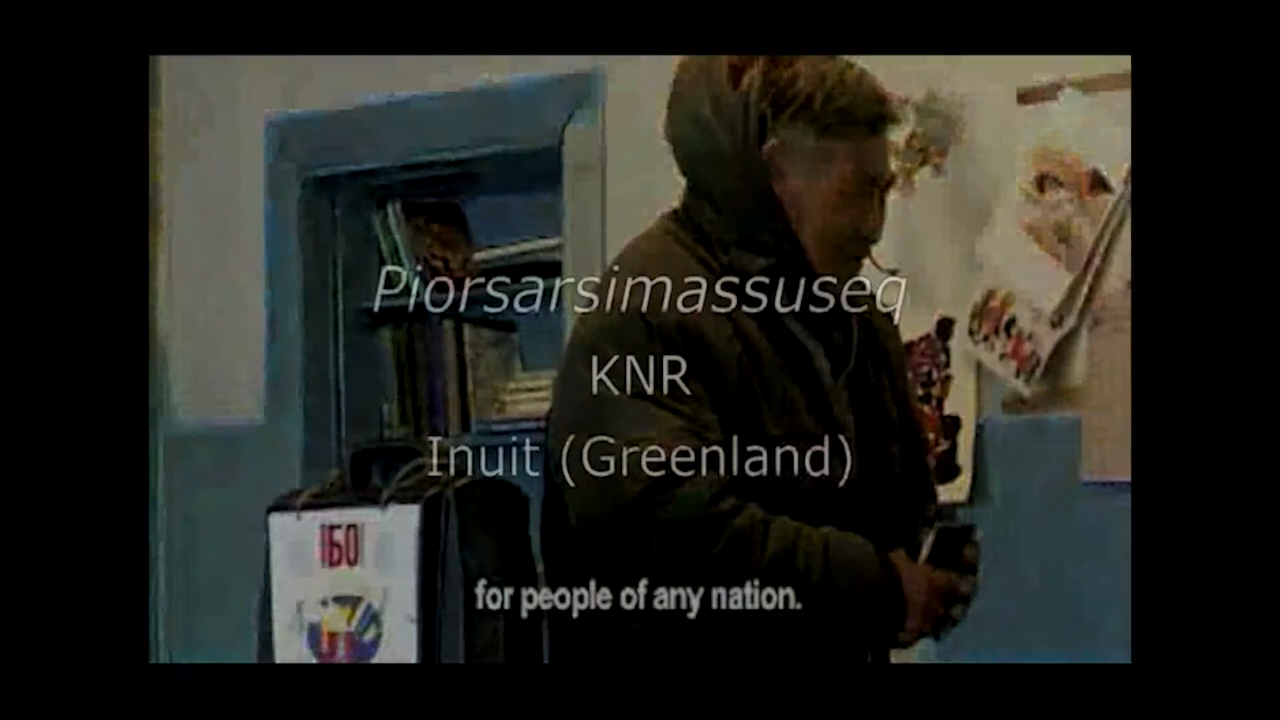 Piorsarsimassuseq
KNR
Inuit (Greenland)
160
for people of any nation.